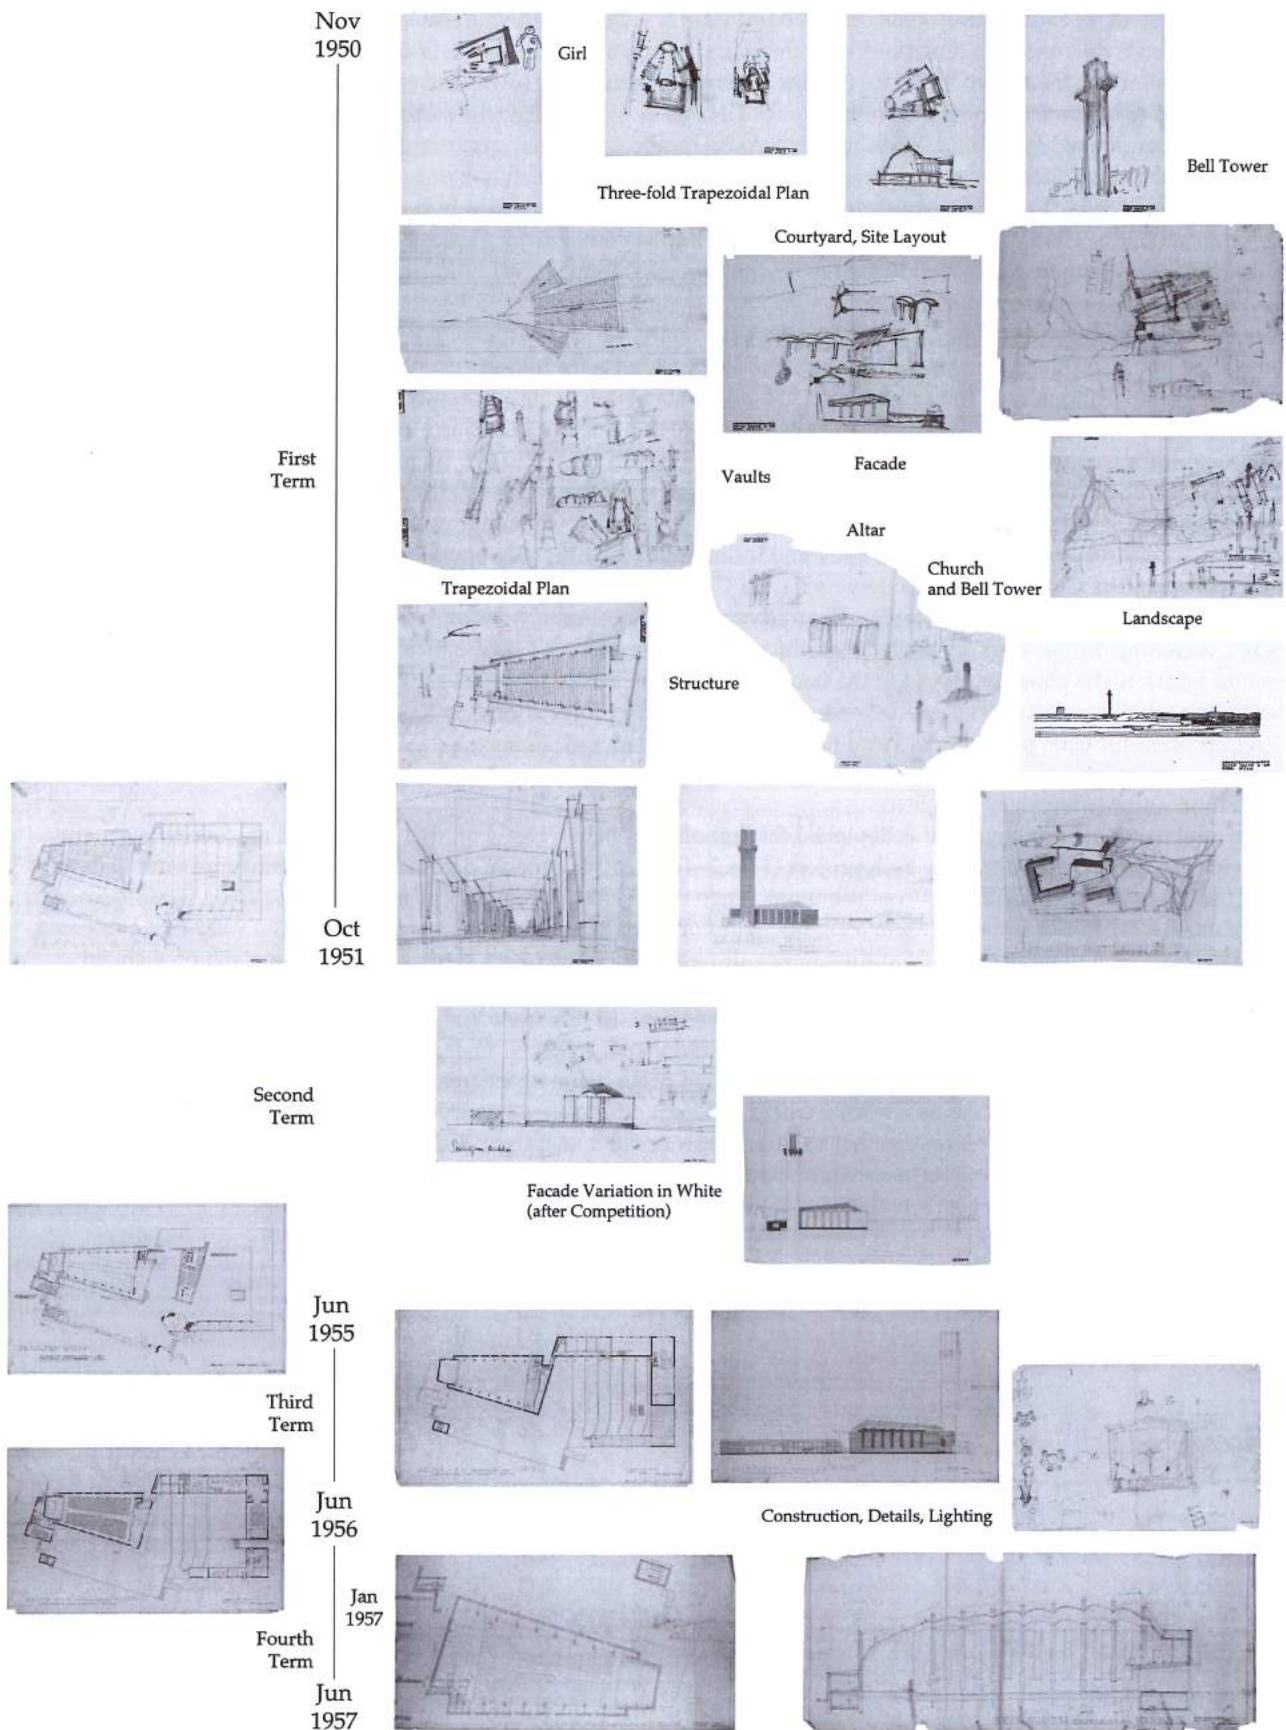 Nov
1950
Girl
Three-fold Trapezoidal Plan
Bell Tower
Courtyard, Site Layout
First
Term
Vaults
Facade
Altar
Church
and Bell Tower
Trapezoidal Plan
Landscape
Structure
Oct
1951
Second
Term
Facade Variation in White
(after Competition)
Jun
1955
Third
Term
Jun
1956
Construction, Details, Lighting
Jan
1957
Fourth
Term
Jun
1957